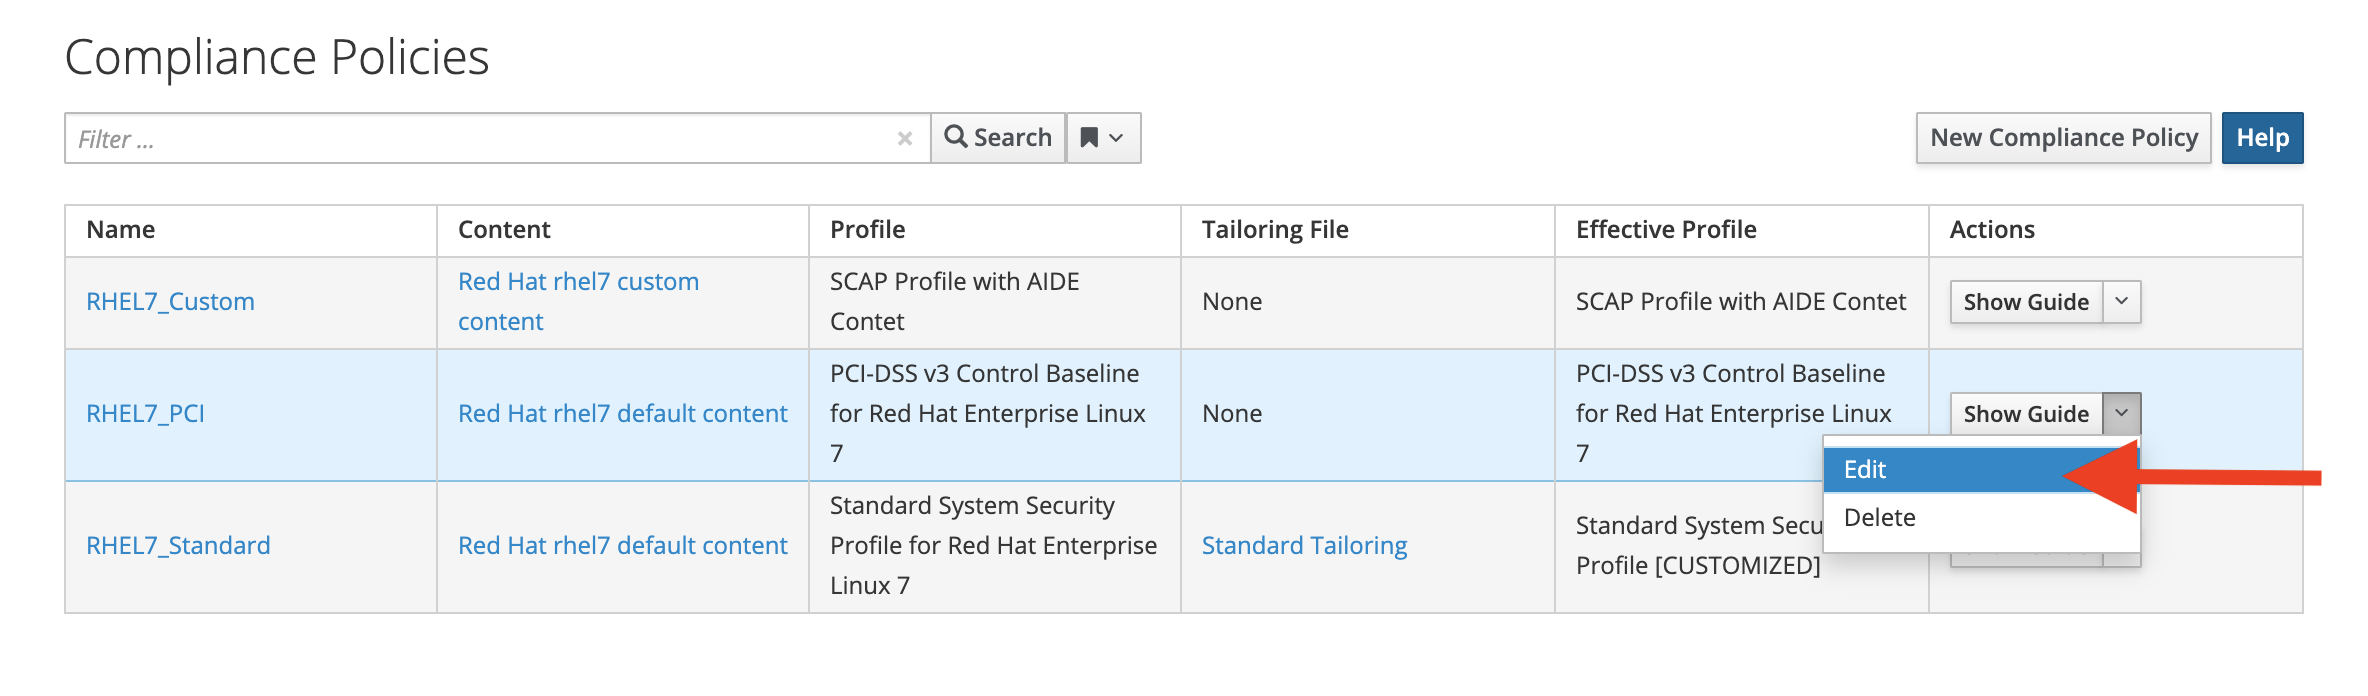 Compliance Policies
Filter ...
Search
New Compliance Policy
Help
Name
Content
Profile
Tailoring File
Effective Profile
Actions
RHEL7_Custom
Red Hat rhel7 custom
content
SCAP Profile with AIDE
Contet
None
SCAP Profile with AIDE Contet
Show Guide
RHEL7_PCI
Red Hat rhel7 default content
PCI-DSS v3 Control Baseline
for Red Hat Enterprise Linux
7
None
PCI-DSS v3 Control Baseline
for Red Hat Enterprise Linux
7
Show Guide
Edit
Delete
RHEL7_Standard
Red Hat rhel7 default content
Standard System Security
Profile for Red Hat Enterprise
Linux 7
Standard Tailoring
Standard System Secu
Profile [CUSTOMIZED]